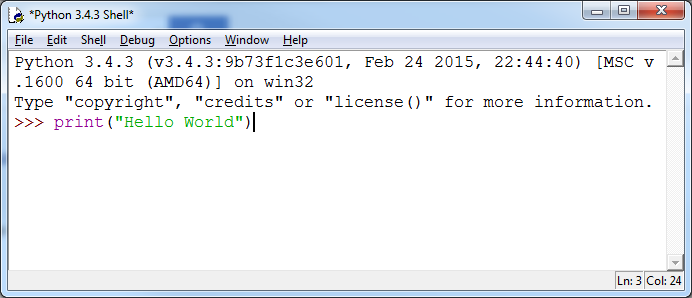 *Python 3.4.3 Shell*
File Edit Shell Debug Options Window Help
Python 3.4.3 (v3.4.3:9b73f1c3e601, Feb 24 2015, 22:44:40) [MSC v
.1600 64 bit (AMD64)] on win32
Type "copyright", "credits" or "license()" for more information.
>>> print("Hello World")
Ln: 3 Col: 24